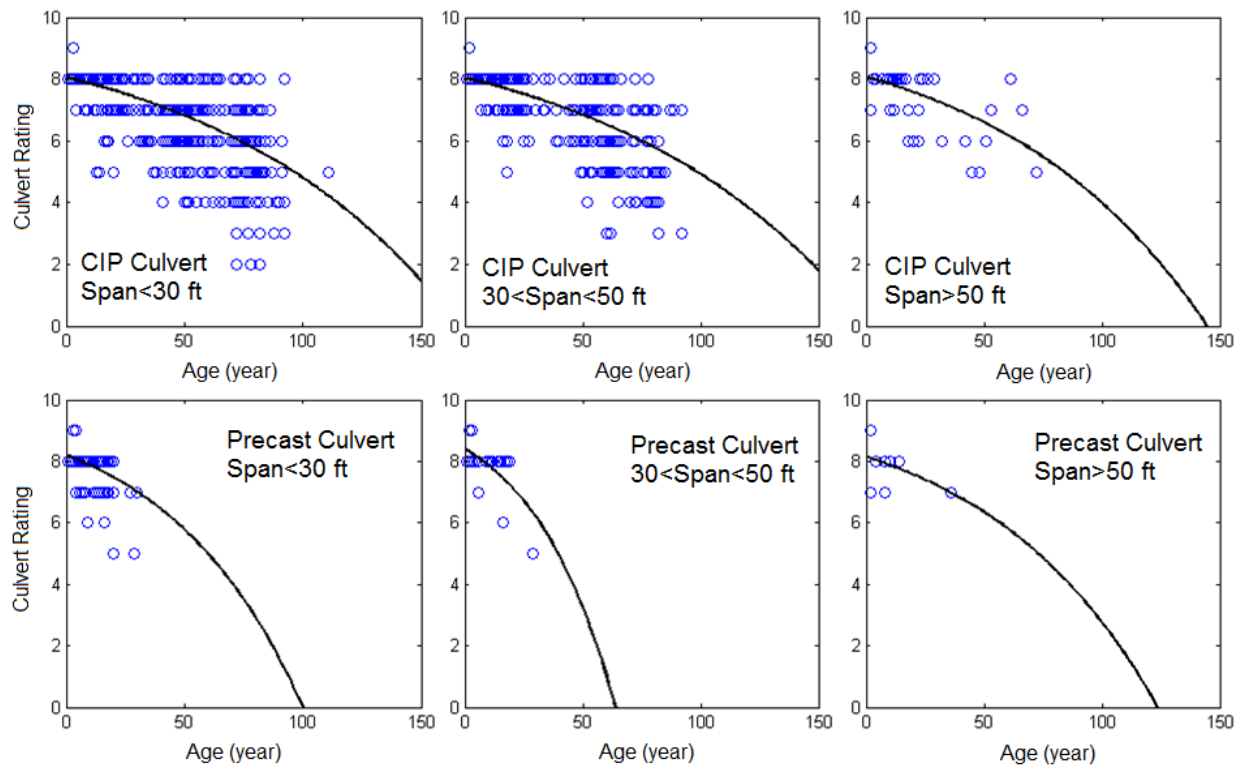 10
8
6
4
2
0
Culvert Rating
CIP Culvert
Span<30 ft
0 50 100 150
Age (year)
10
8
6
4
2
0
CIP Culvert
30<Span<50 ft
0 50 100 150
Age (year)
10
8
6
4
2
0
CIP Culvert
Span>50 ft
0 50 100 150
Age (year)
10
8
6
4
2
0
Culvert Rating
Precast Culvert
Span<30 ft
0 50 100 150
Age (year)
10
8
6
4
2
0
Precast Culvert
30<Span<50 ft
0 50 100 150
Age (year)
10
8
6
4
2
0
Precast Culvert
Span>50 ft
0 50 100 150
Age (year)